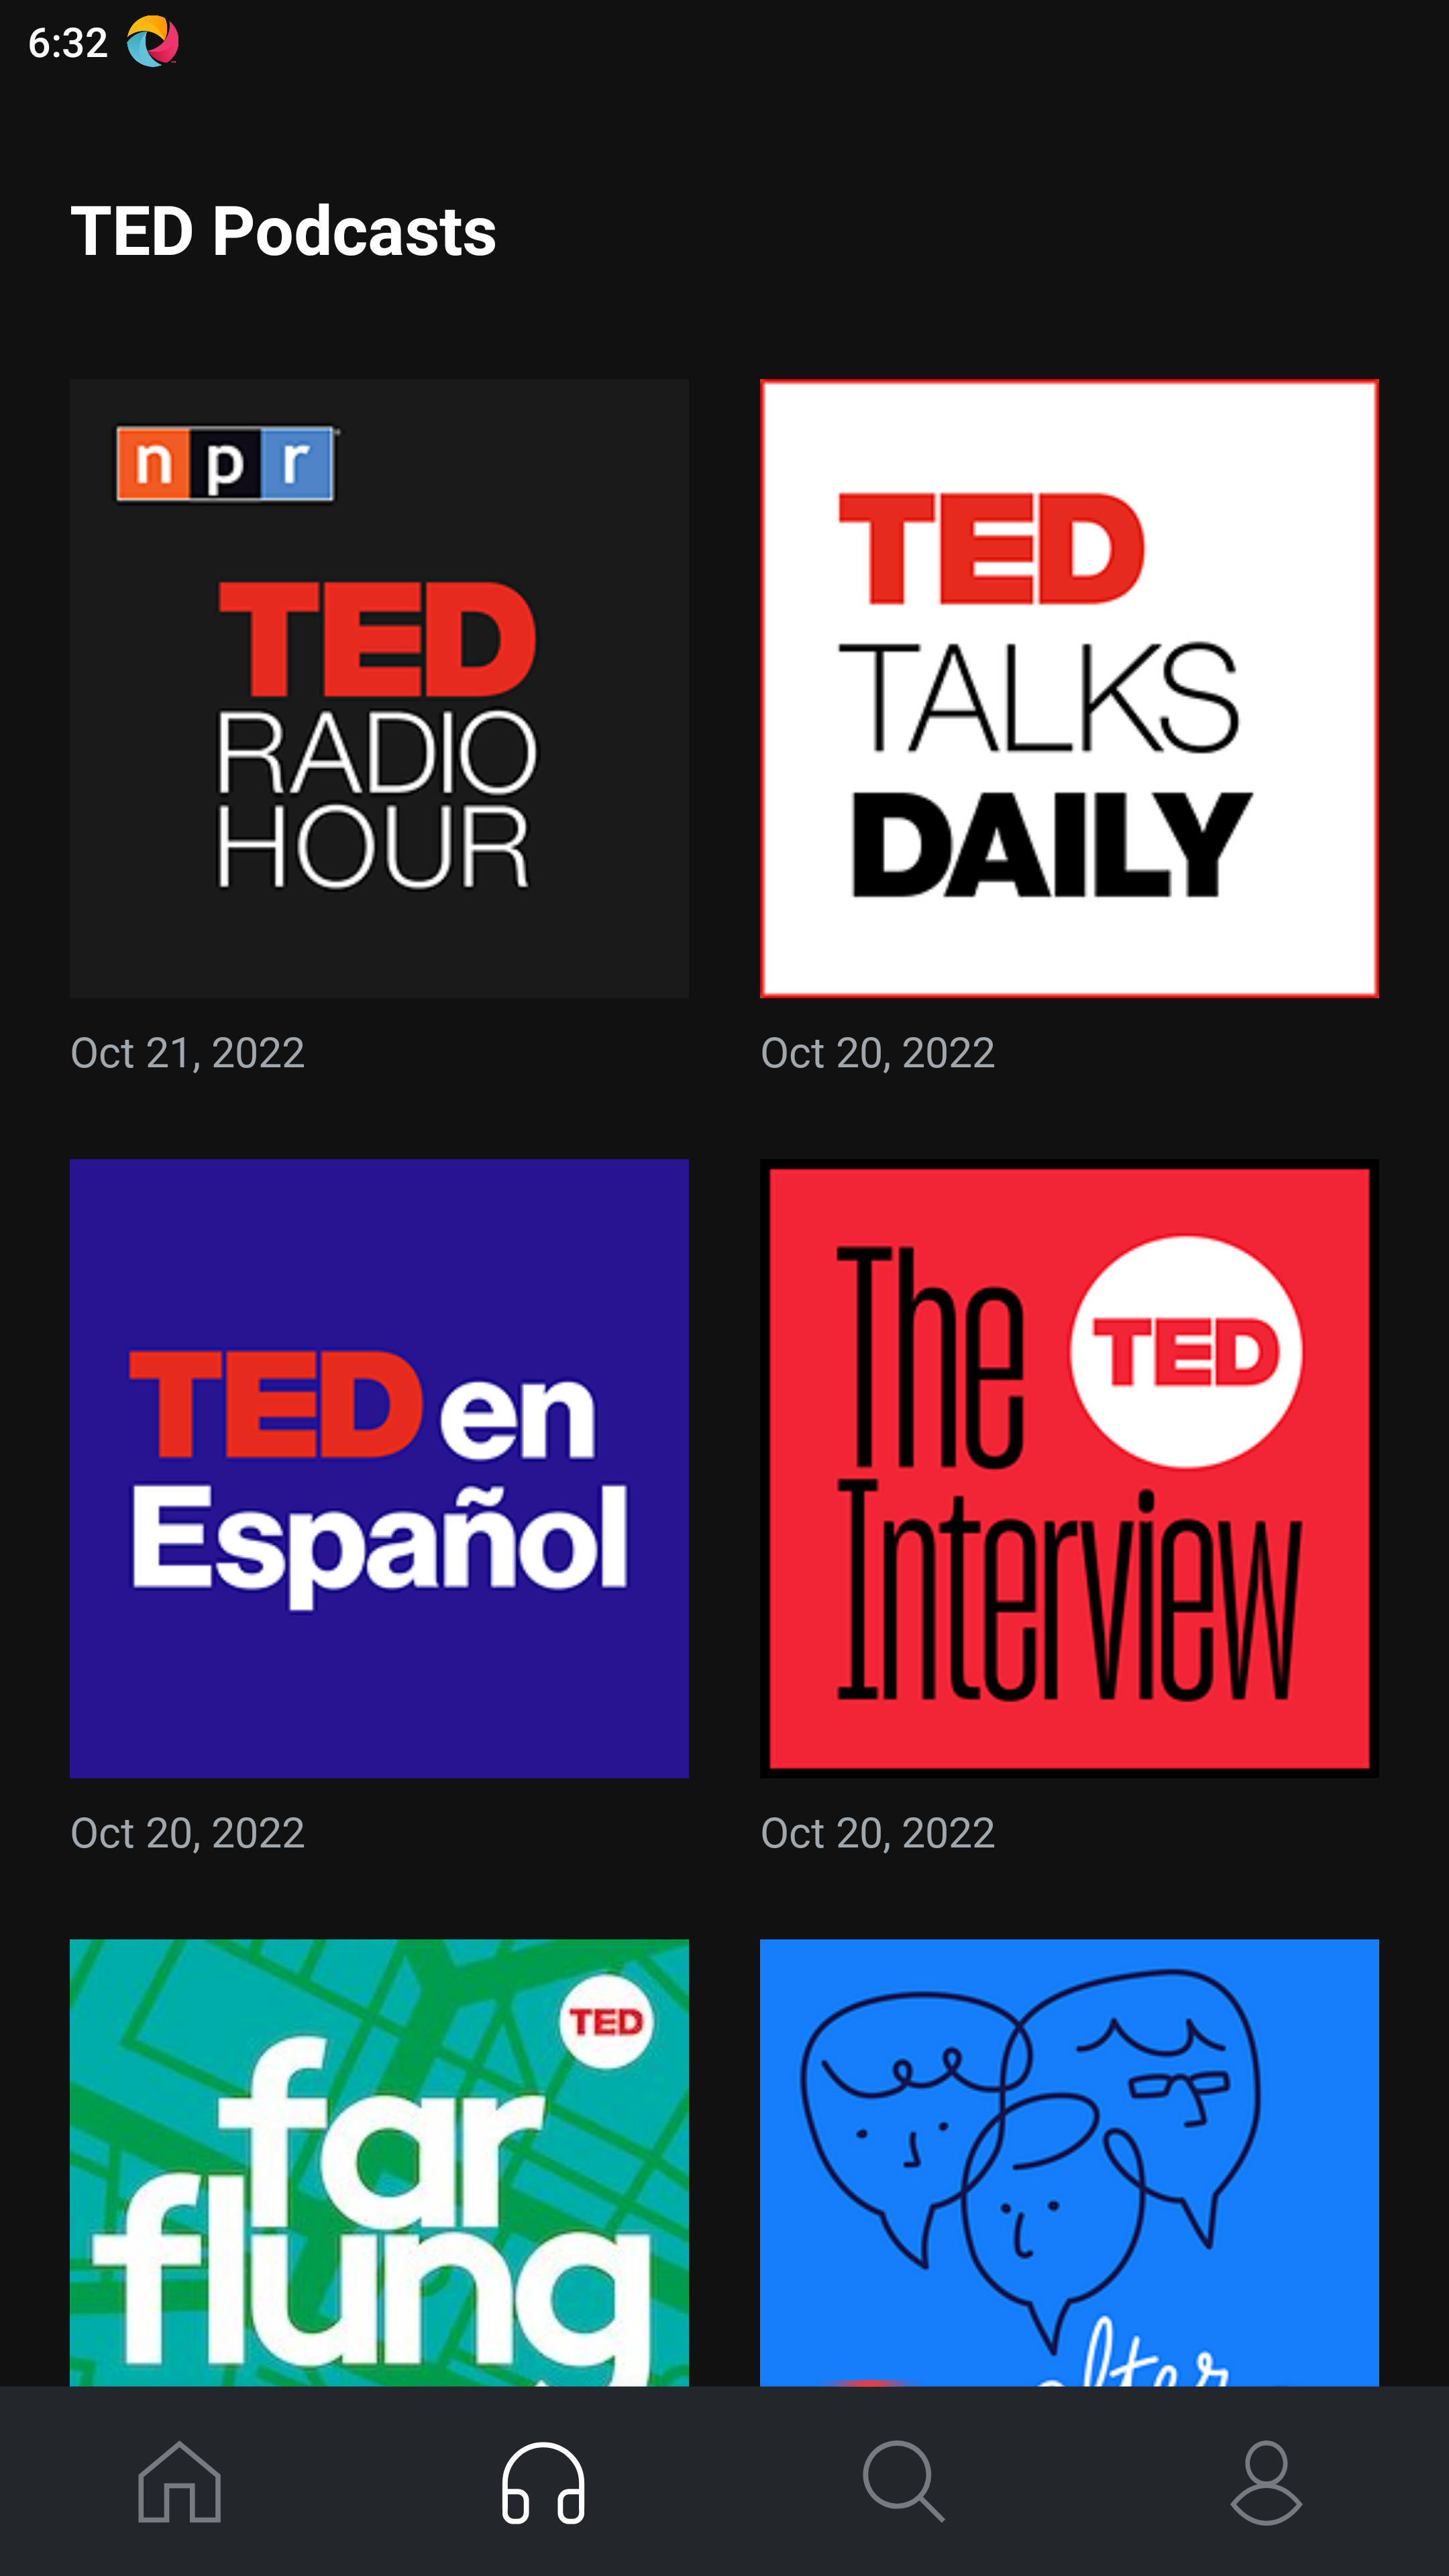 6:32
TED Podcasts
npr
TED
RADIO
HOUR
Oct 21, 2022
TED
TALKS
DAILY
Oct 20, 2022
TED en
Español
Oct 20, 2022
The TED
Interview
Oct 20, 2022
TED
far
flung